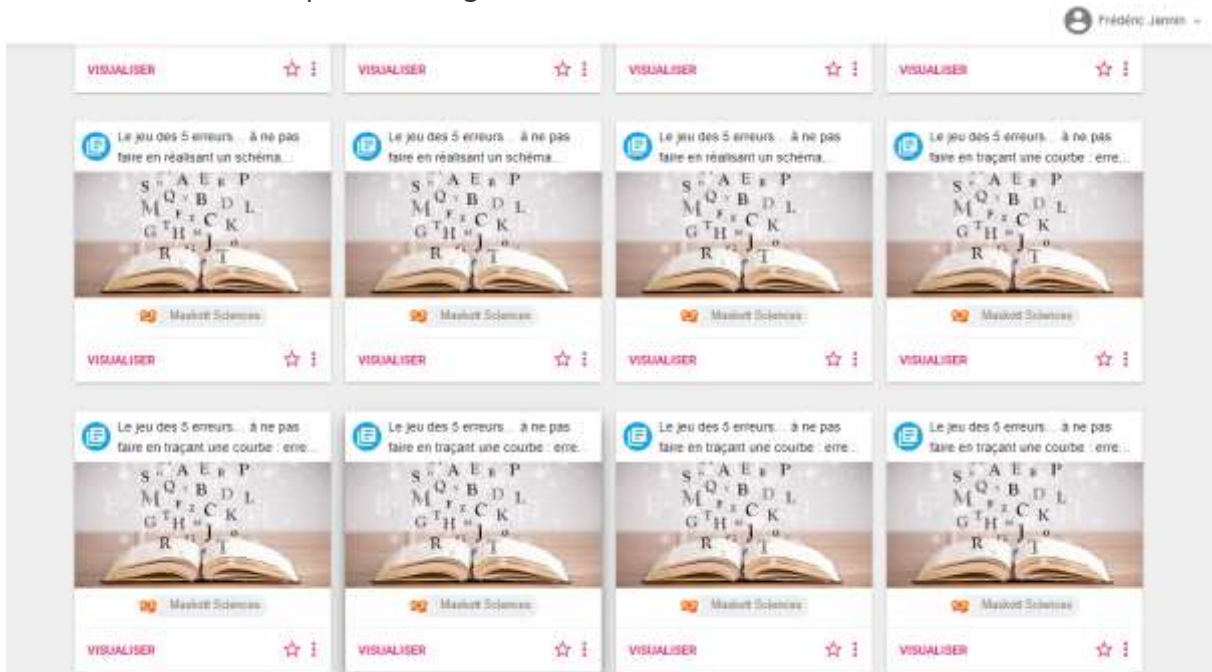 Frédéric Jannin
VISUALISER
VISUALISER
VISUALISER
VISUALISER
Le jeu des 5 erreurs... à ne pas
faire en réalisant un schéma...
Le jeu des 5 erreurs... à ne pas
faire en réalisant un schéma...
Le jeu des 5 erreurs... à ne pas
faire en réalisant un schéma...
Le jeu des 5 erreurs... à ne pas
faire en traçant une courbe : erre...
Maskott Sciences
Maskott Sciences
Maskott Sciences
Maskott Sciences
VISUALISER
VISUALISER
VISUALISER
VISUALISER
Le jeu des 5 erreurs... à ne pas
faire en traçant une courbe : erre...
Le jeu des 5 erreurs... à ne pas
faire en traçant une courbe : erre...
Le jeu des 5 erreurs... à ne pas
faire en traçant une courbe : erre...
Le jeu des 5 erreurs... à ne pas
faire en traçant une courbe : erre...
Maskott Sciences
Maskott Sciences
Maskott Sciences
Maskott Sciences
VISUALISER
VISUALISER
VISUALISER
VISUALISER